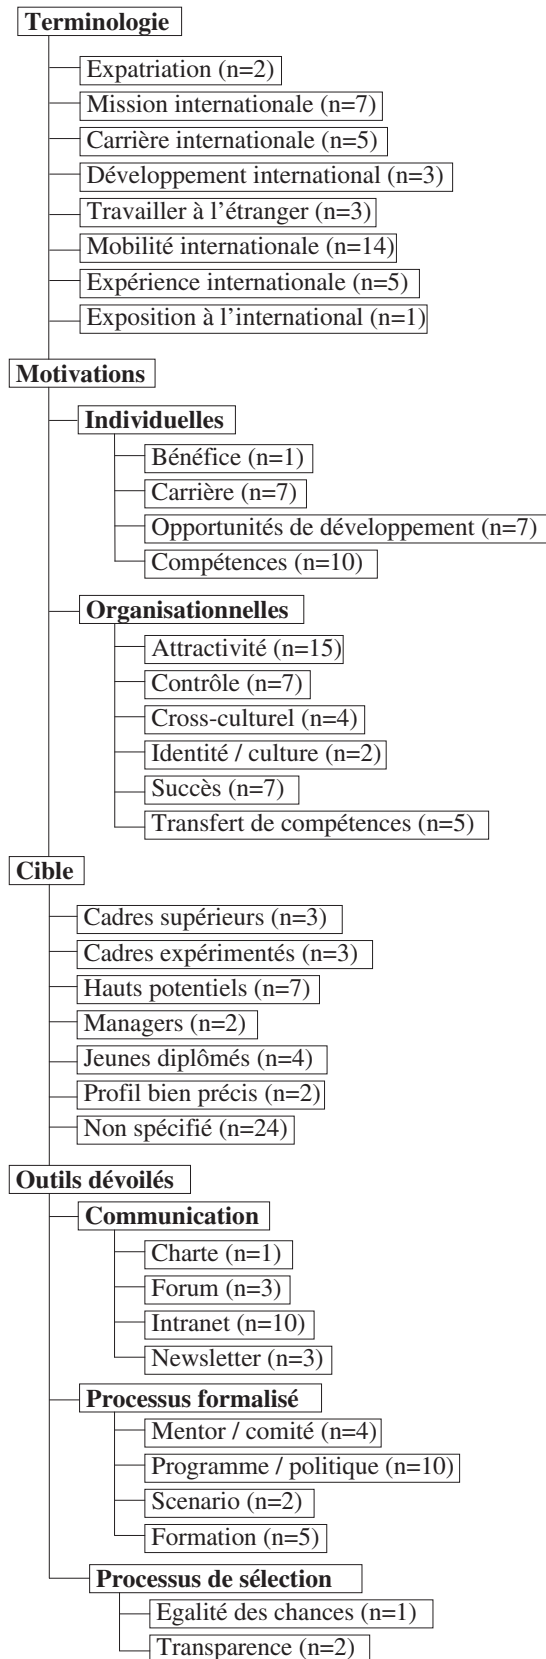 Terminologie
Expatriation (n=2)
Mission internationale (n=7)
Carrière internationale (n=5)
Développement international (n=3)
Travailler à l’étranger (n=3)
Mobilité internationale (n=14)
Expérience internationale (n=5)
Exposition à l’international (n=1)
Motivations
Individuelles
Bénéfice (n=1)
Carrière (n=7)
Opportunités de développement (n=7)
Compétences (n=10)
Organisationnelles
Attractivité (n=15)
Contrôle (n=7)
Cross-culturel (n=4)
Identité / culture (n=2)
Succès (n=7)
Transfert de compétences (n=5)
Cible
Cadres supérieurs (n=3)
Cadres expérimentés (n=3)
Hauts potentiels (n=7)
Managers (n=2)
Jeunes diplômés (n=4)
Profil bien précis (n=2)
Non spécifié (n=24)
Outils dévoilés
Communication
Charte (n=1)
Forum (n=3)
Intranet (n=10)
Newsletter (n=3)
Processus formalisé
Mentor / comité (n=4)
Programme / politique (n=10)
Scenario (n=2)
Formation (n=5)
Processus de sélection
Egalité des chances (n=1)
Transparence (n=2)